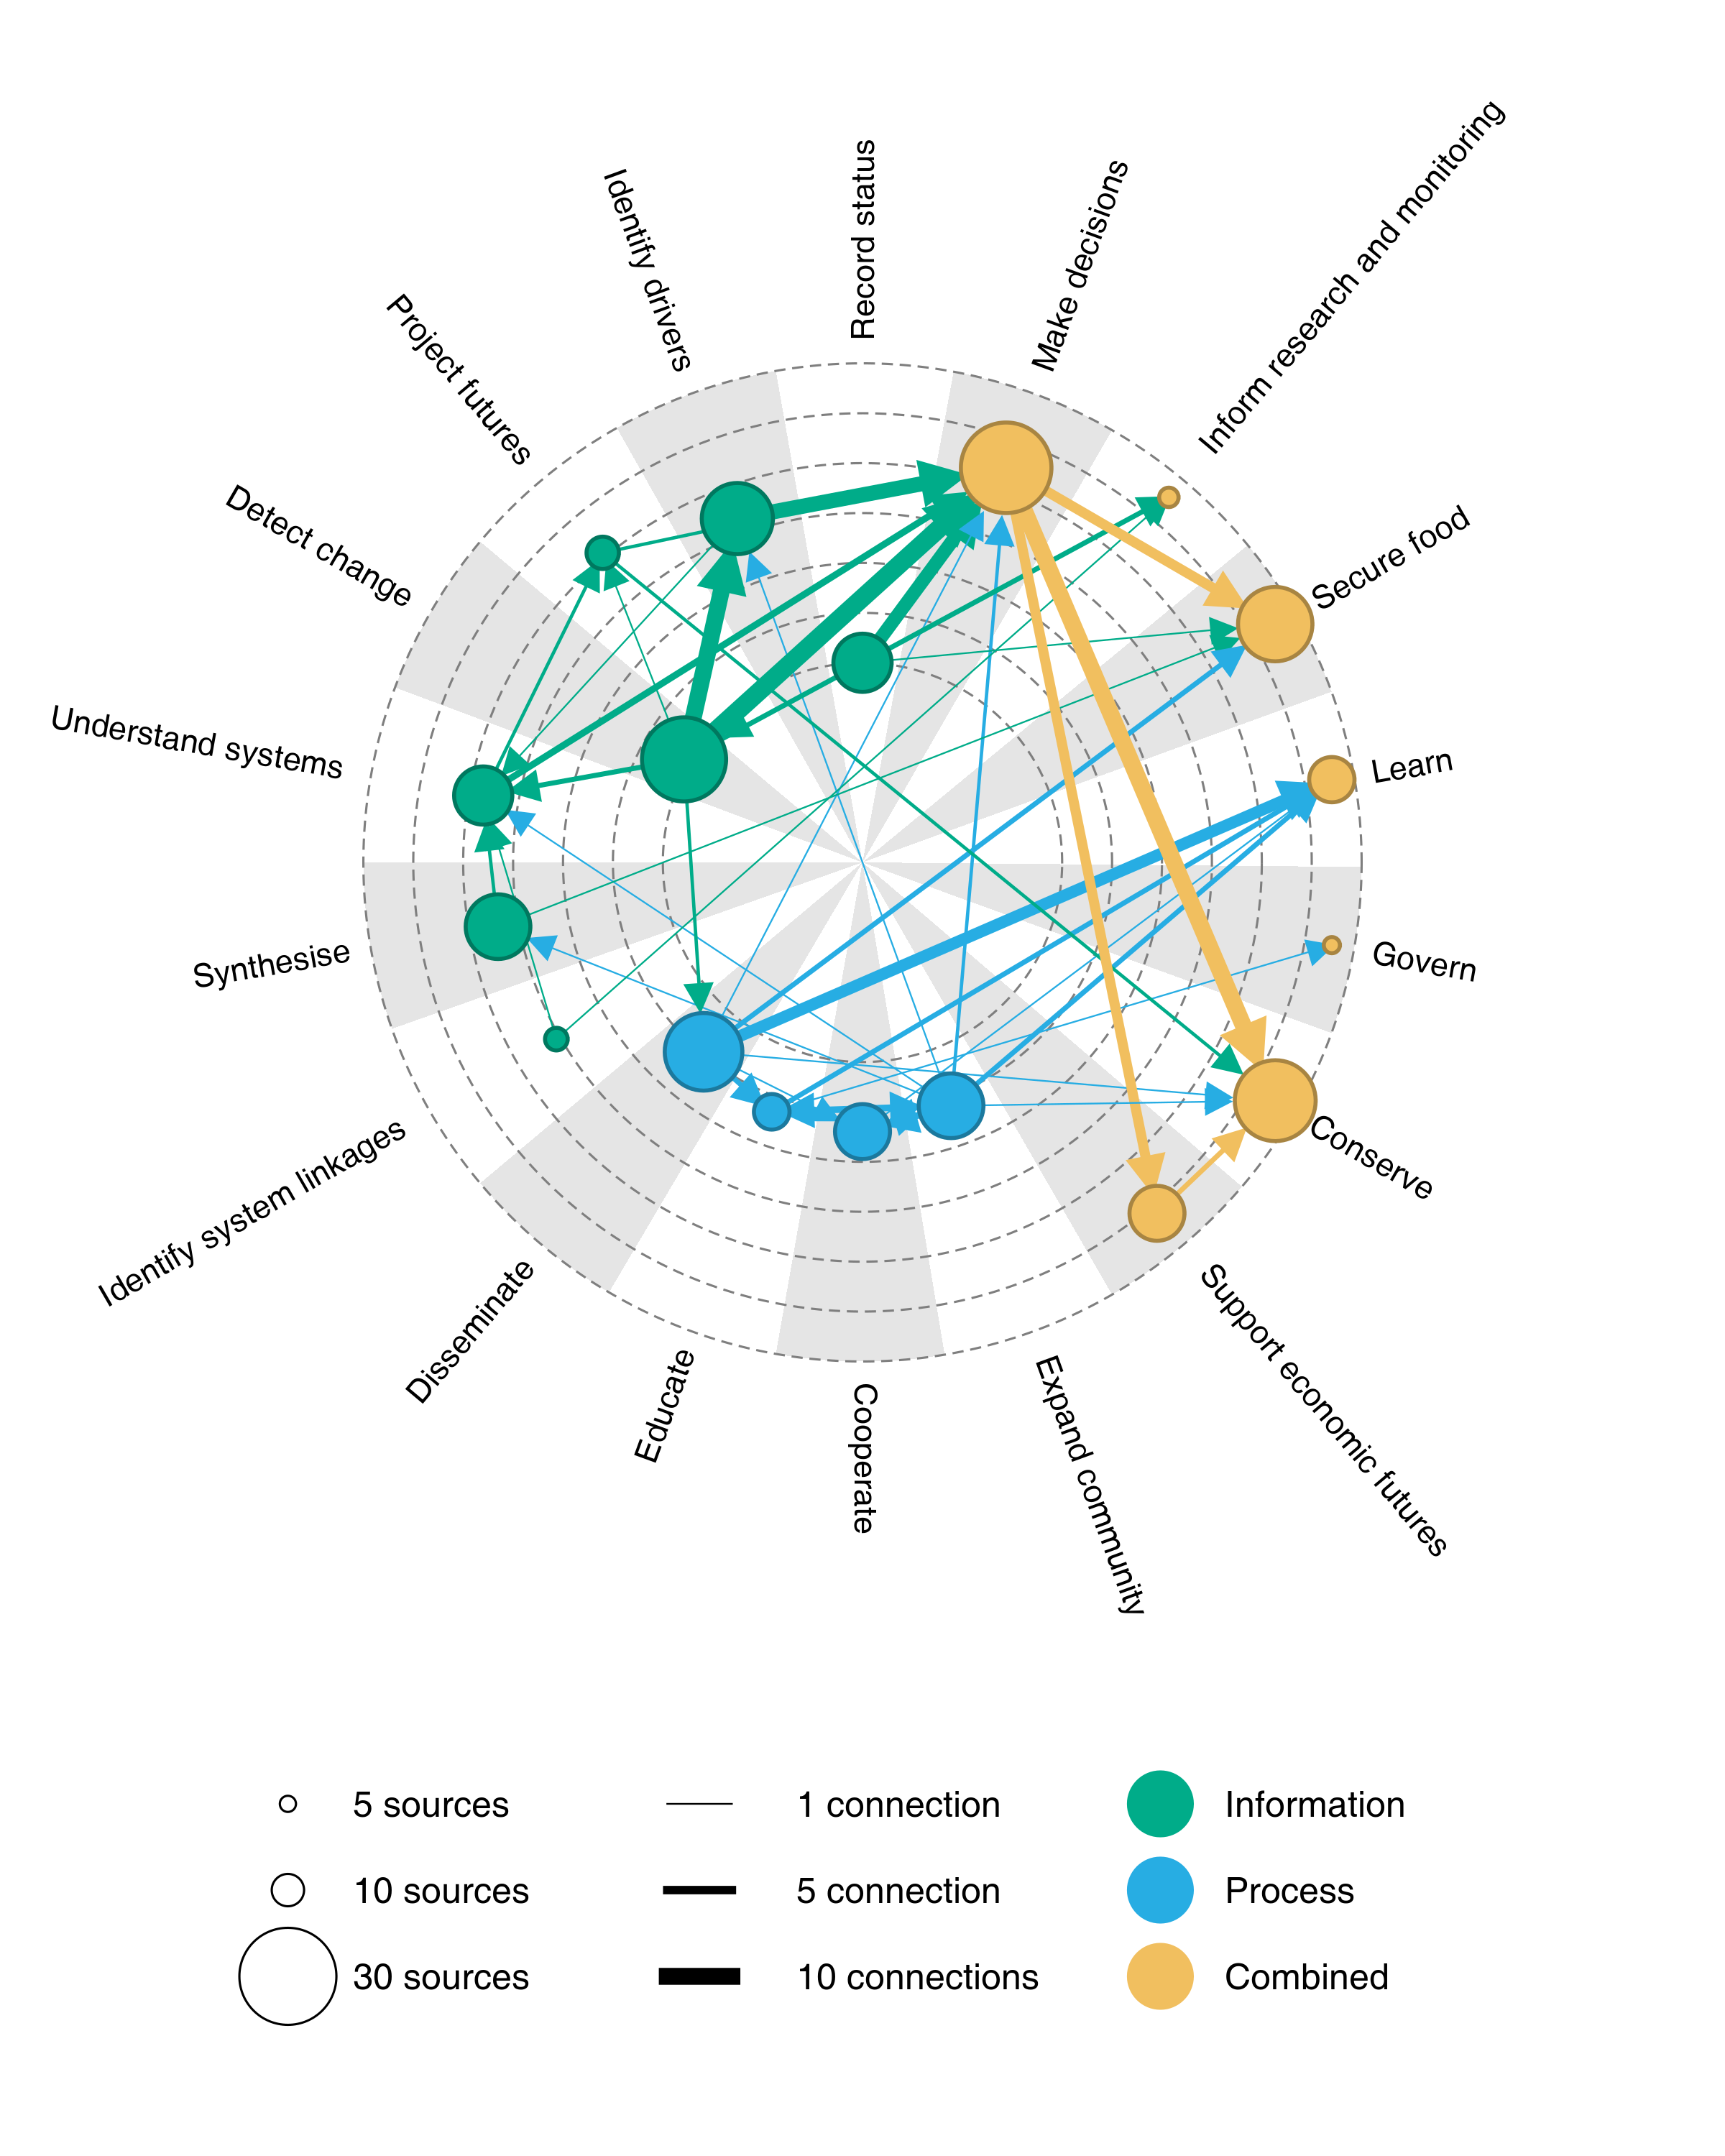 Record status
Make decisions
Inform research and monitoring
Secure food
Learn
Govern
Conserve
Support economic futures
Expand community
Cooperate
Educate
Disseminate
Identify system linkages
Synthesise
Understand systems
Detect change
Project futures
Identify drivers
5 sources
1 connection
Information
10 sources
5 connection
Process
30 sources
10 connections
Combined